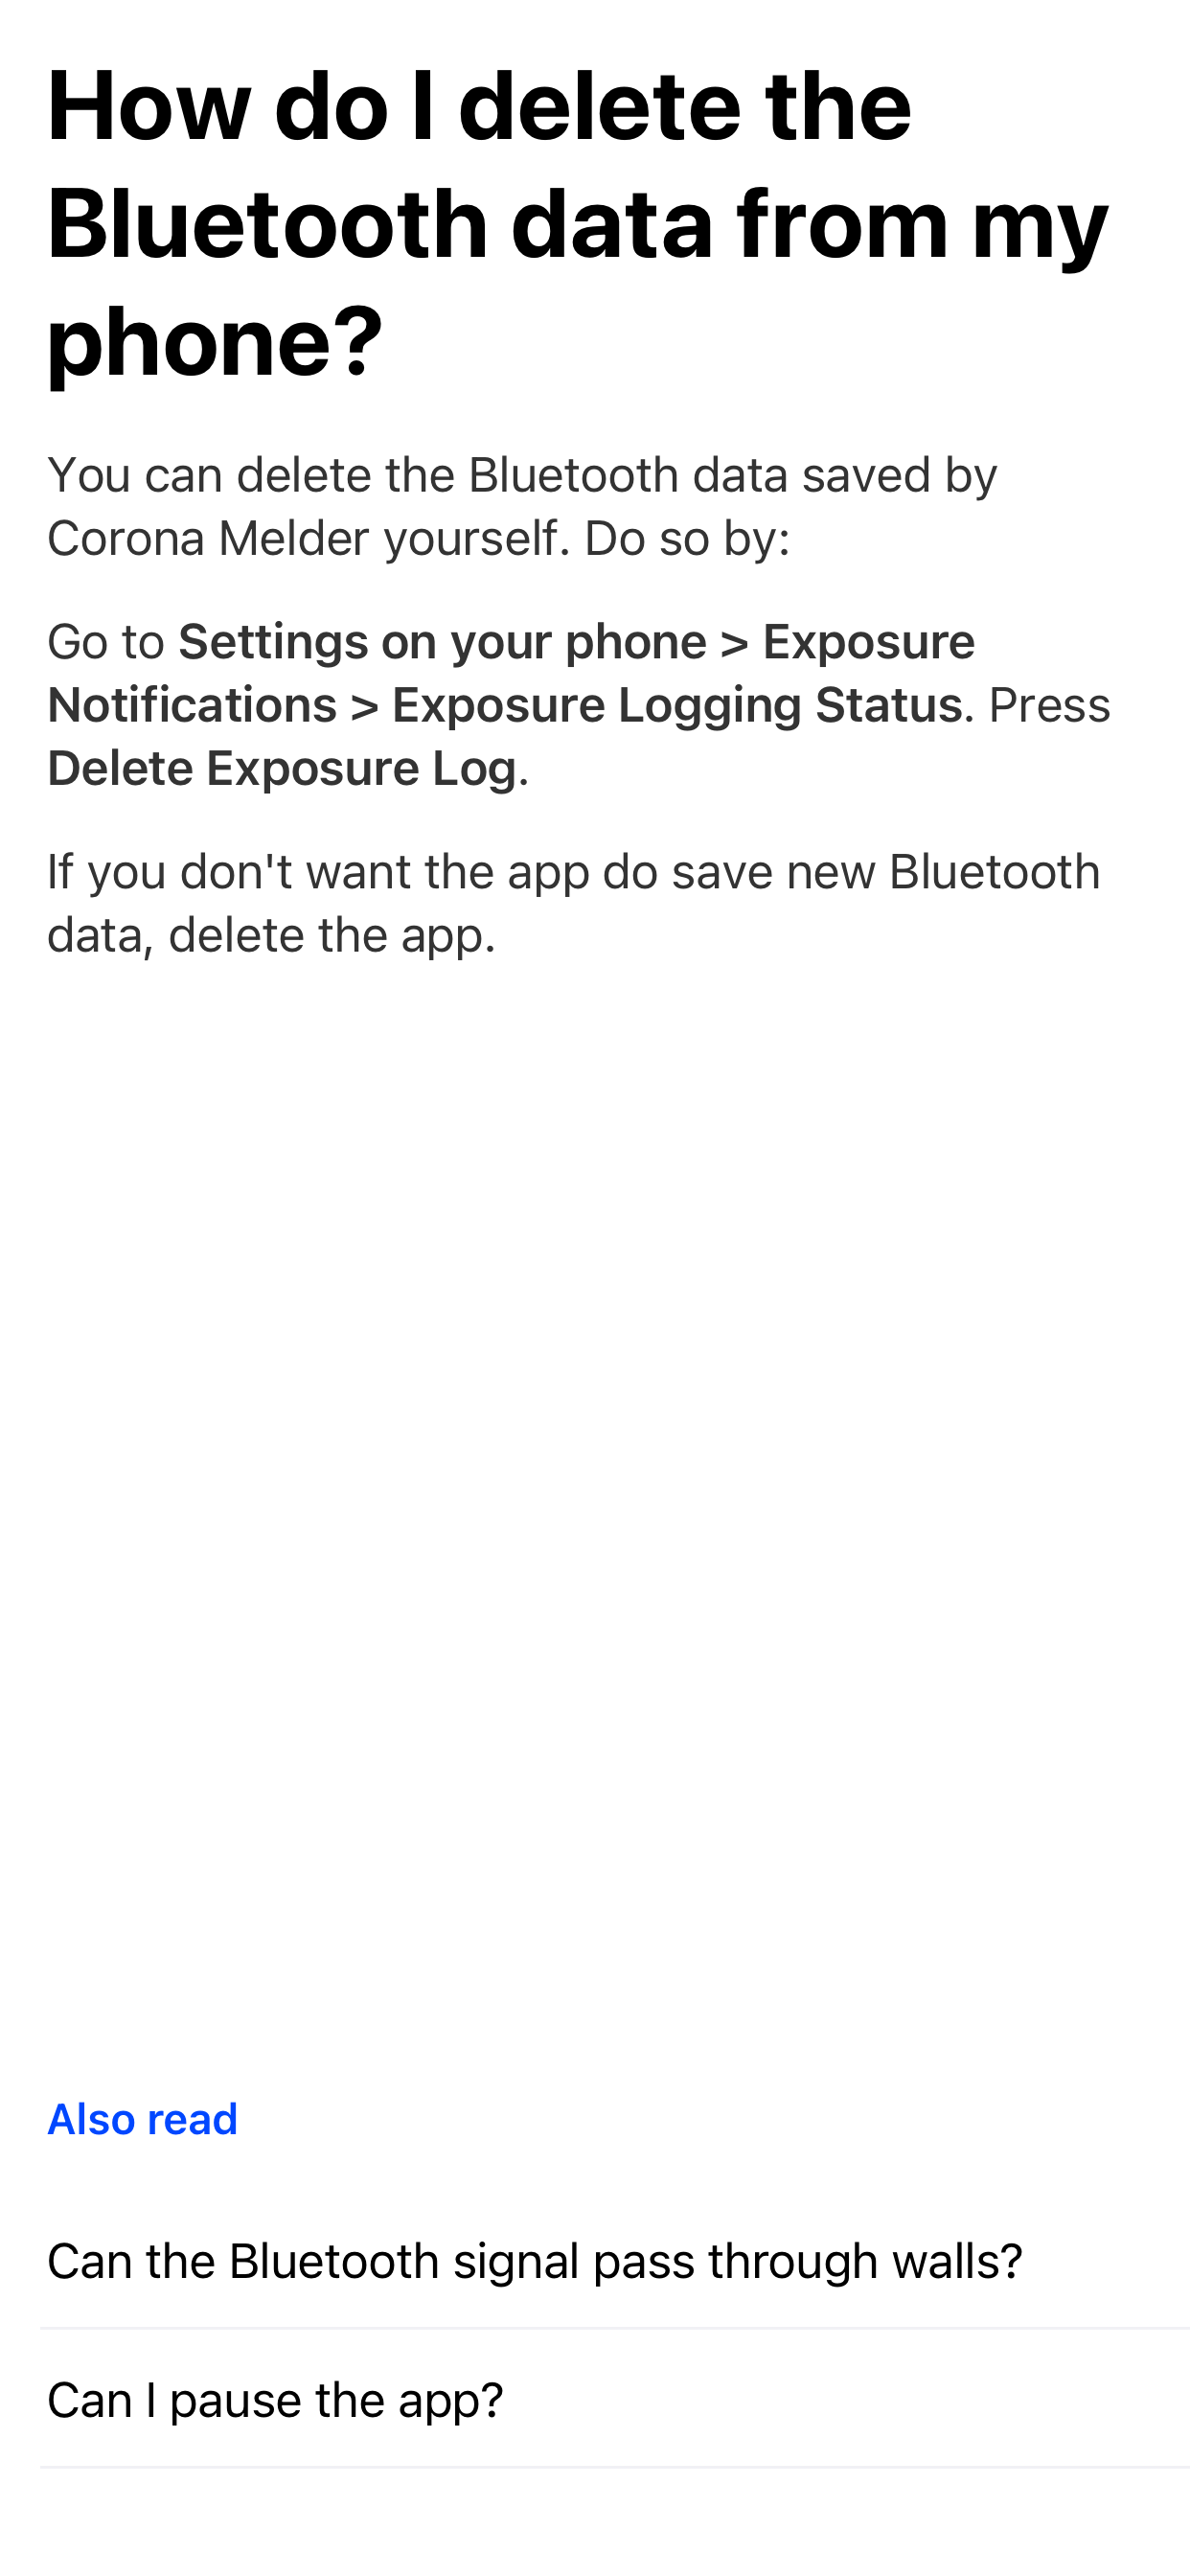 How do I delete the
Bluetooth data from my
phone?
You can delete the Bluetooth data saved by
Corona Melder yourself. Do so by:
Go to Settings on your phone > Exposure
Notifications > Exposure Logging Status. Press
Delete Exposure Log.
If you don't want the app do save new Bluetooth
data, delete the app.
Also read
Can the Bluetooth signal pass through walls?
Can I pause the app?